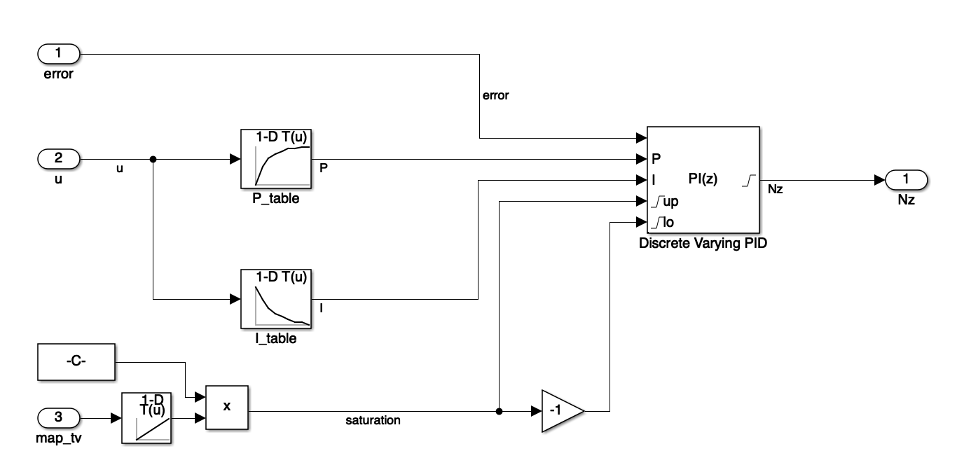 1
error
error
2
u
u
1-D T(u)
P_table
P
P
I
up
lo
PI(z)
Discrete Varying PID
Nz
1
Nz
1-D T(u)
I_table
I
-C-
3
map_tv
1-D
T(u)
x
saturation
-1